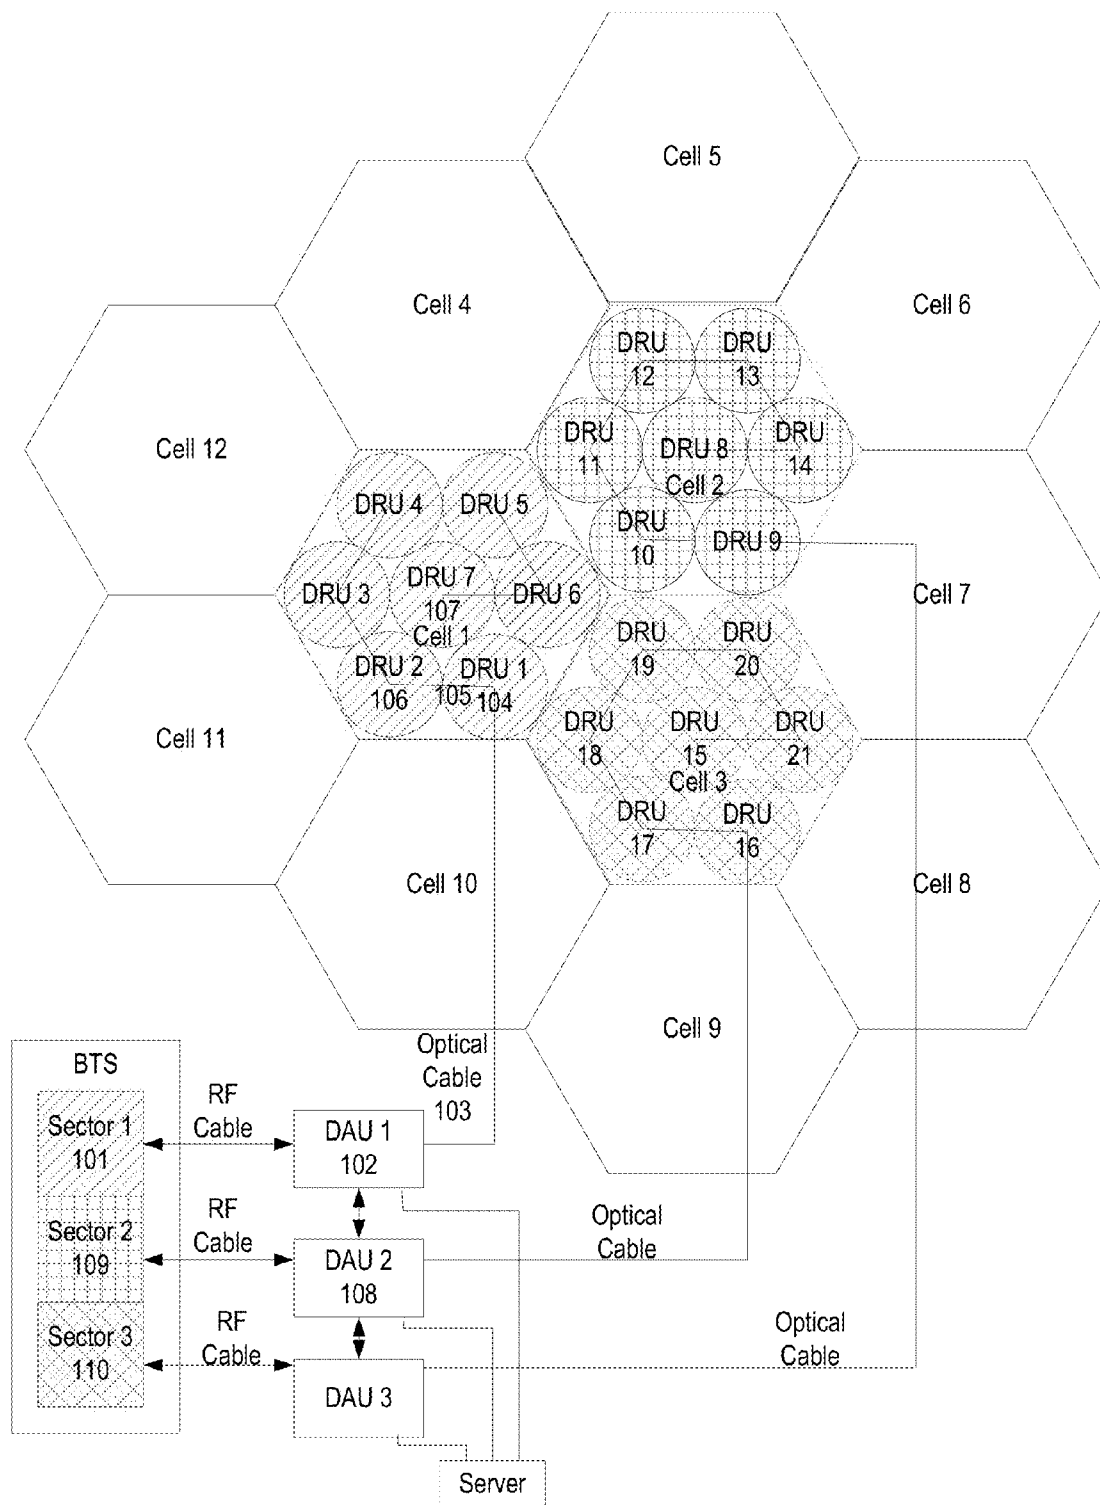 Cell 5
Cell 4
Cell 6
DRU
12
DRU
13
Cell 12
DRU
11
DRU 8
DRU
14
Cell 2
DRU 4
DRU 5
DRU
10
DRU 9
DRU 3
DRU 7
107
DRU 6
Cell 7
Cell 1
DRU
19
DRU
20
DRU 2
106
105
DRU 1
104
Cell 11
DRU
18
DRU
15
DRU
21
Cell 3
DRU
17
DRU
16
Cell 10
Cell 8
Cell 9
Optical
Cable
103
BTS
Sector 1
101
RF
Cable
DAU 1
102
Sector 2
109
RF
Cable
DAU 2
108
Optical
Cable
Sector 3
110
RF
Cable
DAU 3
Optical
Cable
Server